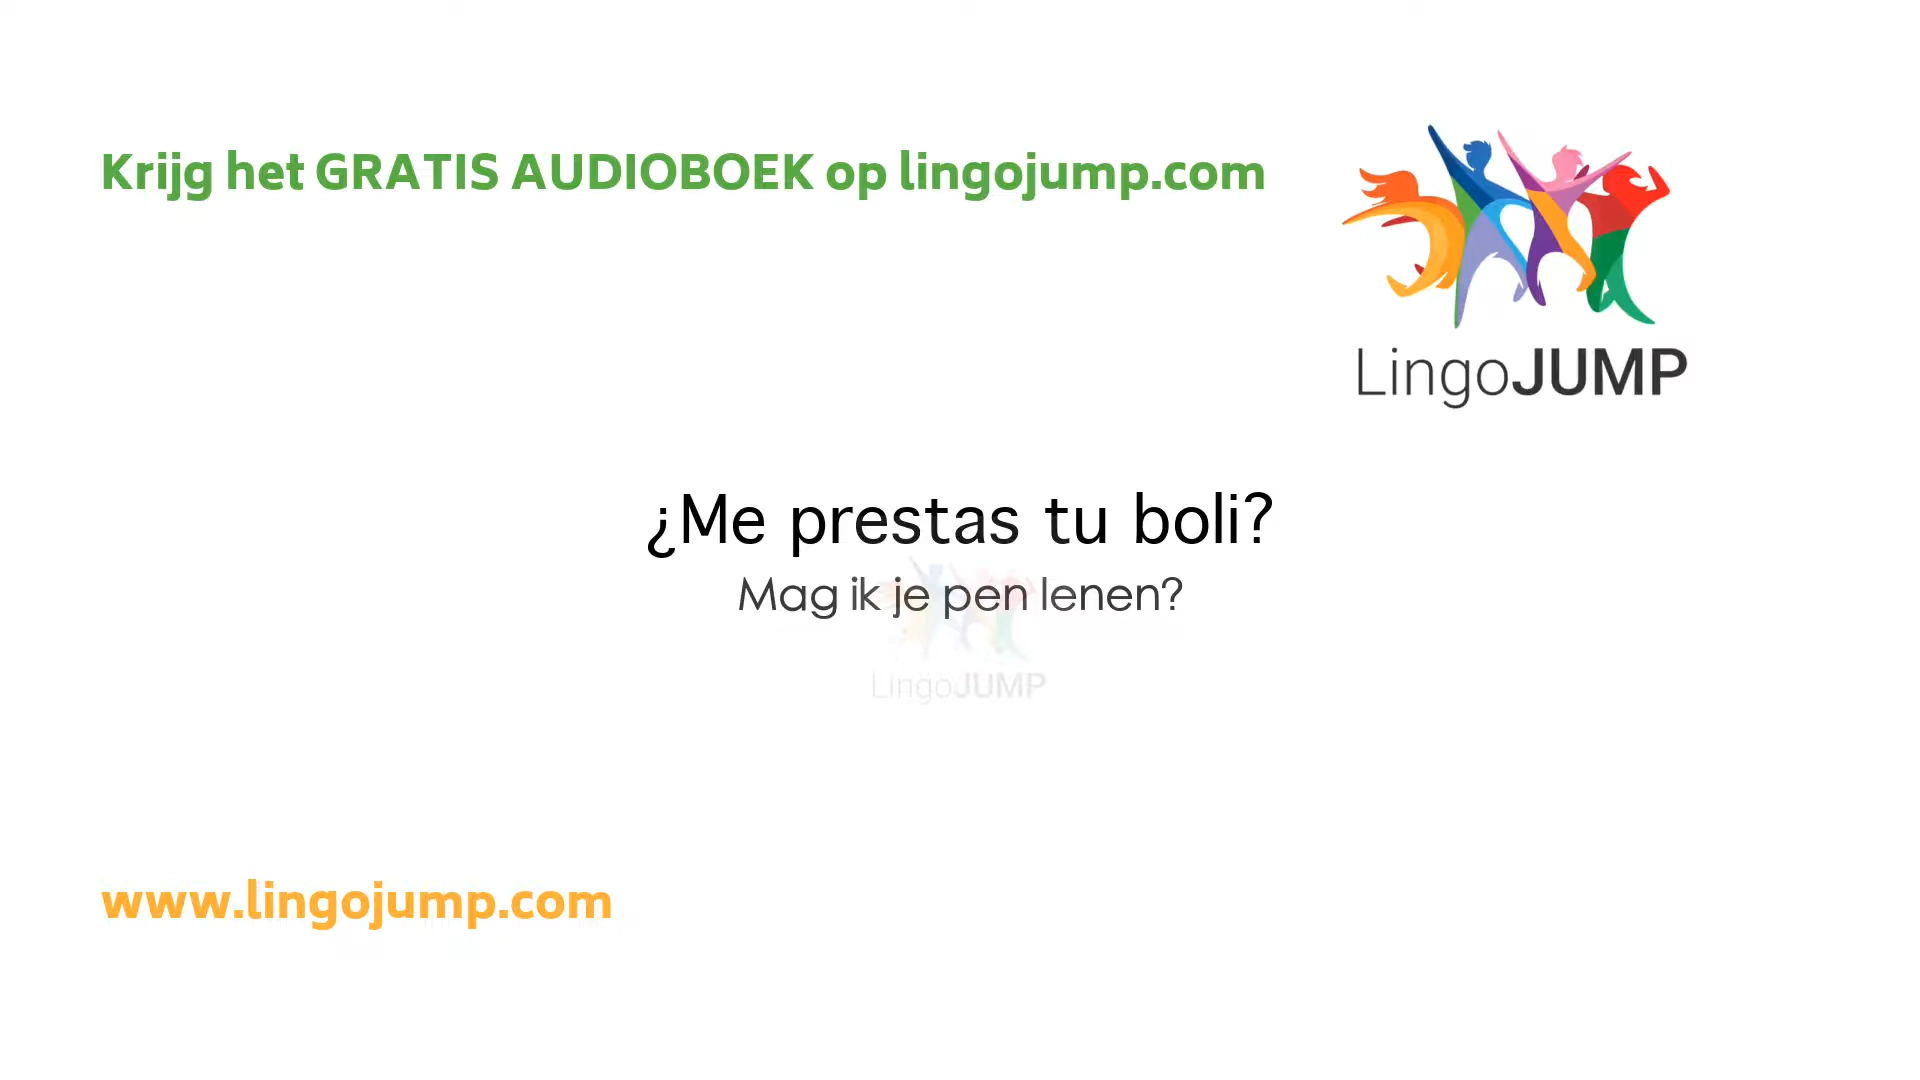 Krijg het GRATIS AUDIOBOEK op lingojump.com
LingoJUMP
¿Me prestas tu boli?
Mag ik je pen lenen?
LingoJUMP
www.lingojump.com